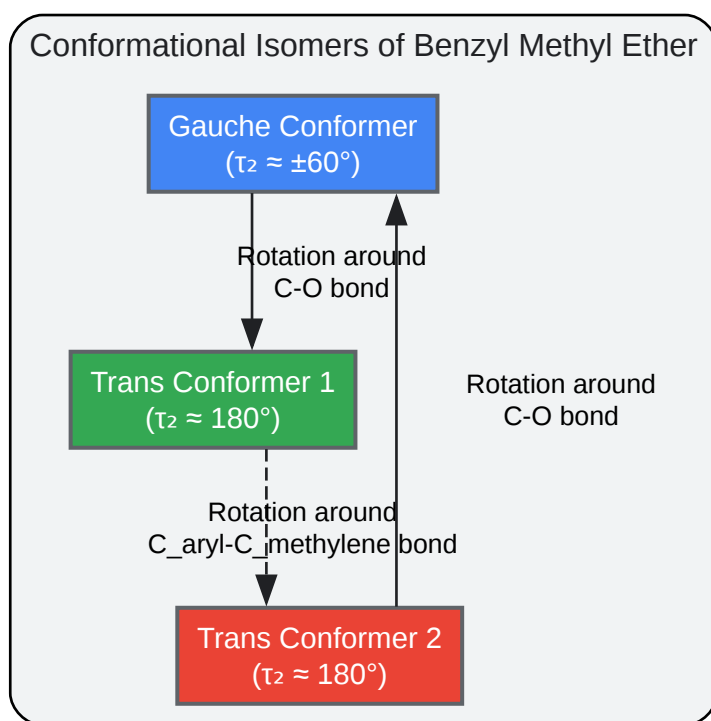 Conformational Isomers of Benzyl Methyl Ether
Gauche Conformer
(τ₂ ≈ ±60°)
Rotation around
C-O bond
Trans Conformer 1
(τ₂ ≈ 180°)
Rotation around
C-O bond
Rotation around
C_aryl-C_methylene bond
Trans Conformer 2
(τ₂ ≈ 180°)